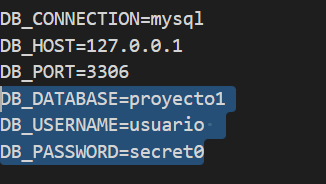 DB_CONNECTION=mysql
DB_HOST=127.0.0.1
DB_PORT=3306
DB_DATABASE=proyecto1
DB_USERNAME=usuario
DB_PASSWORD=secret0